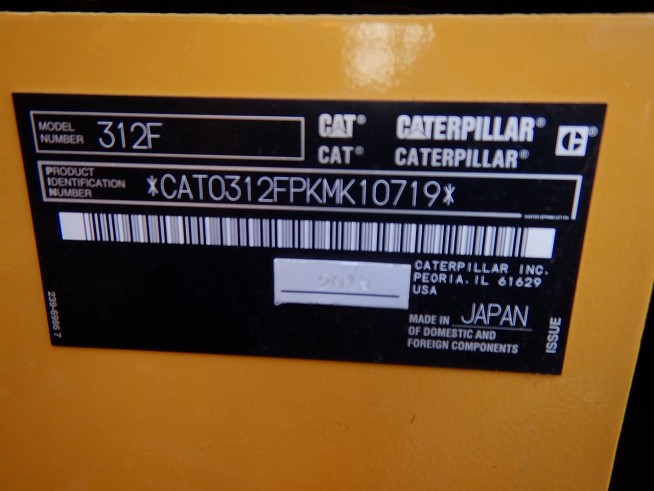 MODEL NUMBER 312F
CAT® CATERPILLAR®
CAT® CATERPILLAR®
PRODUCT IDENTIFICATION NUMBER *CAT0312FPKMK10719*
CATERPILLAR INC.
PEORIA, IL 61629
USA
MADE IN JAPAN
OF DOMESTIC AND
FOREIGN COMPONENTS
ISSUE
239-6986 7